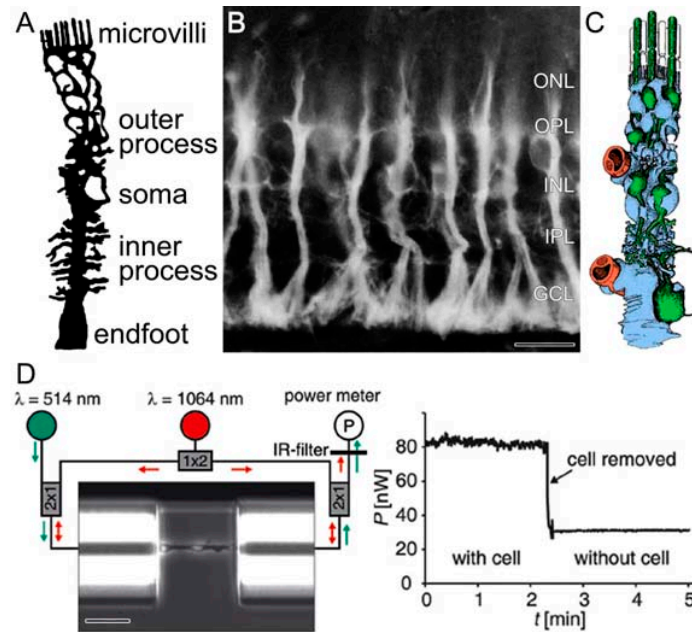 A
microvilli
outer
process
soma
inner
process
endfoot
B
ONL
OPL
INL
IPL
GCL
C
D
λ = 514 nm
λ = 1064 nm
power meter
P
IR-filter
1x2
2x1
2x1
P [nW]
80
60
40
20
0
cell removed
with cell
without cell
0
1
2
3
4
5
t [min]